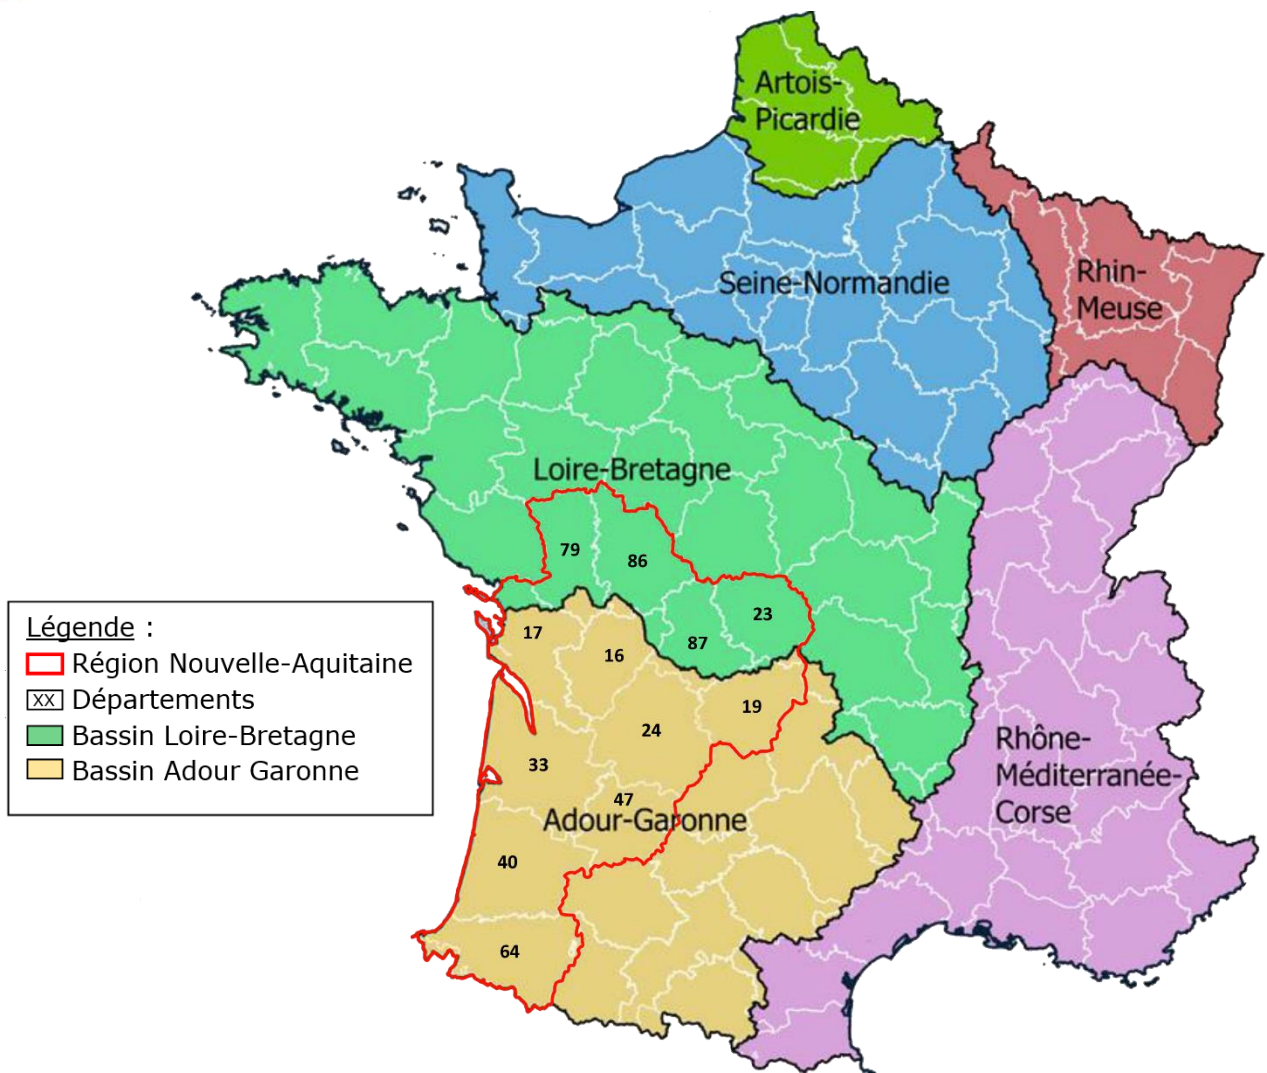 Artois-
Picardie
Seine-Normandie
Rhin-
Meuse
Loire-Bretagne
79
86
23
87
17
16
19
24
33
47
Adour-Garonne
40
64
Rhône-
Méditerranée-
Corse
Légende :
Région Nouvelle-Aquitaine
XX Départements
Bassin Loire-Bretagne
Bassin Adour Garonne